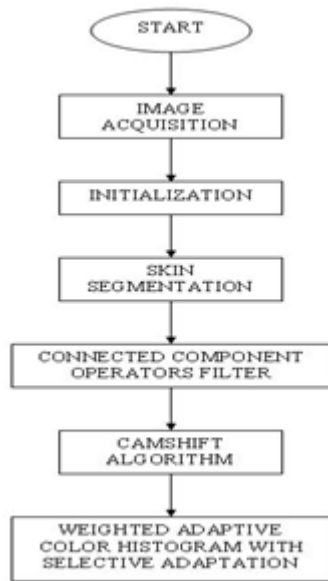 START
IMAGE
ACQUISITION
INITIALIZATION
SKIN
SEGMENTATION
CONNECTED COMPONENT
OPERATORS FILTER
CAMSHIFT
ALGORITHM
WEIGHTED ADAPTIVE
COLOR HISTOGRAM WITH
SELECTIVE ADAPTATION